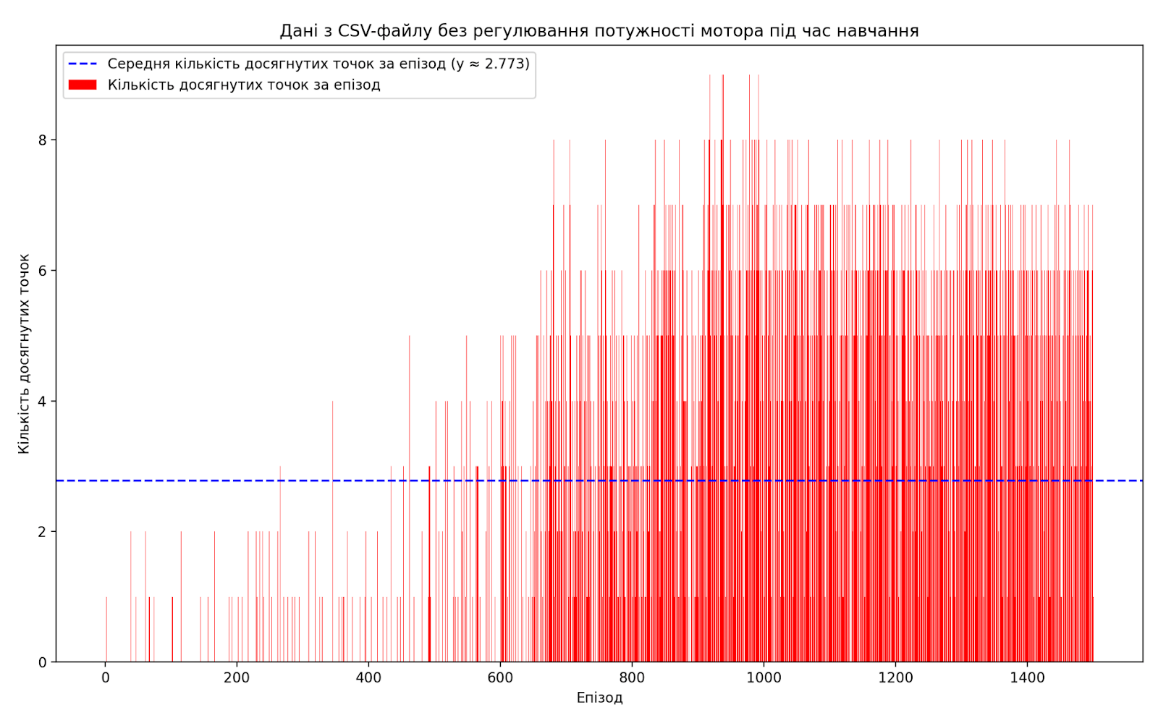 Дані з CSV-файлу без регулювання потужності мотора під час навчання
Середня кількість досягнутих точок за епізод (y ≈ 2.773)
Кількість досягнутих точок за епізод
Кількість досягнутих точок
8
6
4
2
0
0 200 400 600 800 1000 1200 1400
Епізод